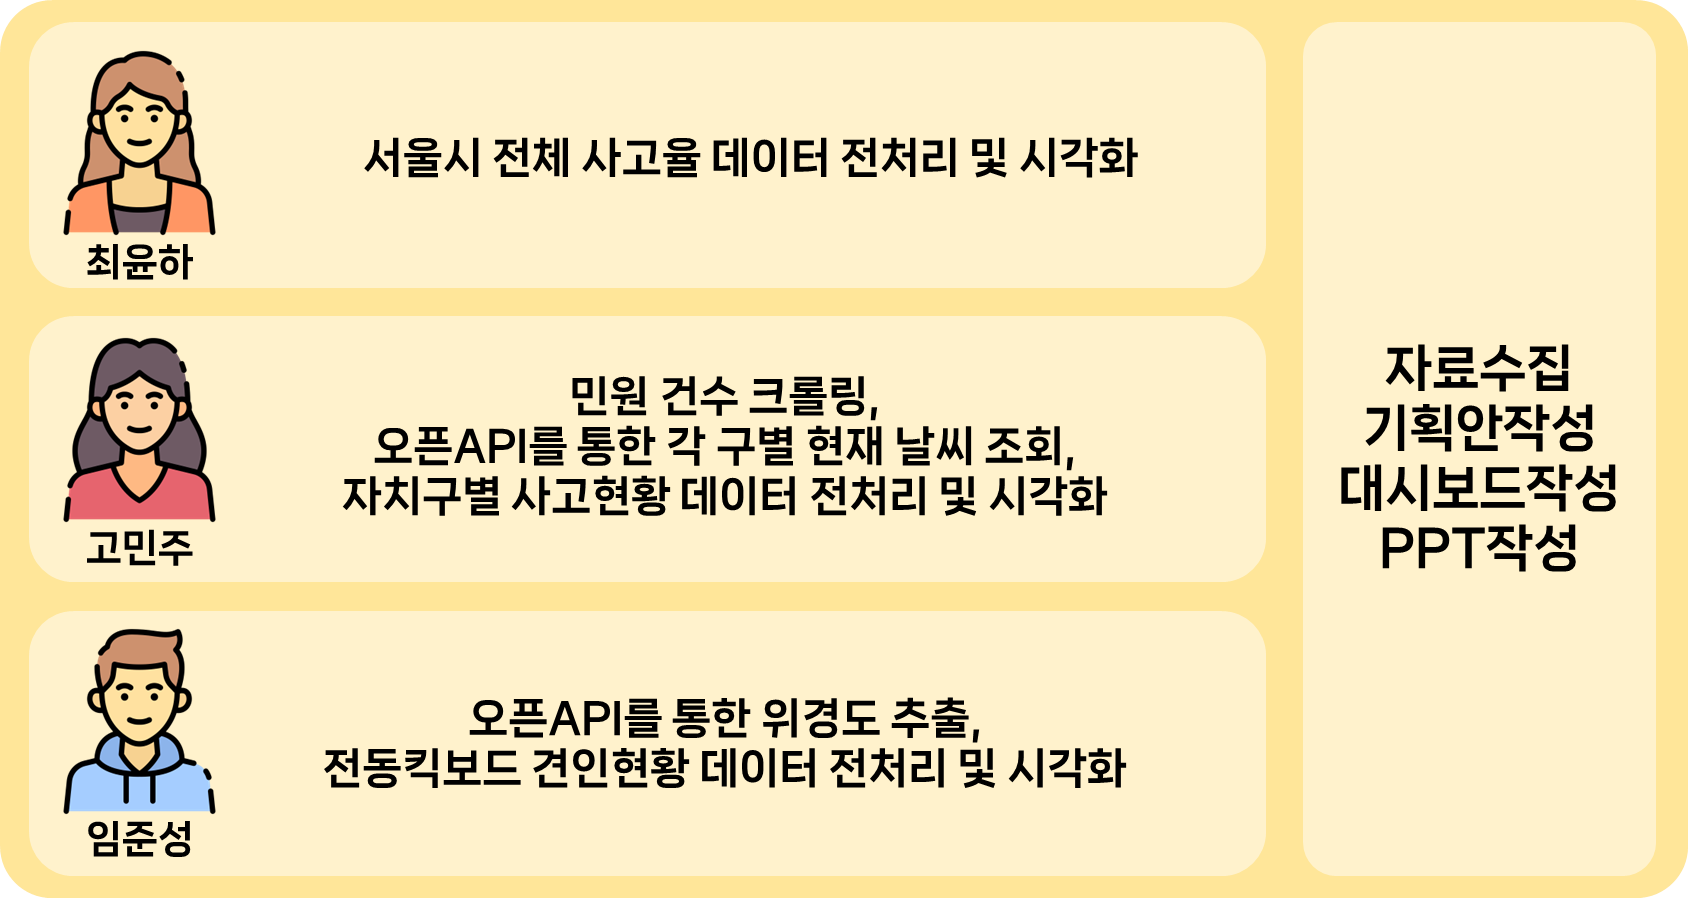 서울시 전체 사고율 데이터 전처리 및 시각화
최윤하
민원 건수 크롤링,
오픈API를 통한 각 구별 현재 날씨 조회,
자치구별 사고현황 데이터 전처리 및 시각화
고민주
오픈API를 통한 위경도 추출,
전동킥보드 견인현황 데이터 전처리 및 시각화
임준성
자료수집
기획안작성
대시보드작성
PPT작성